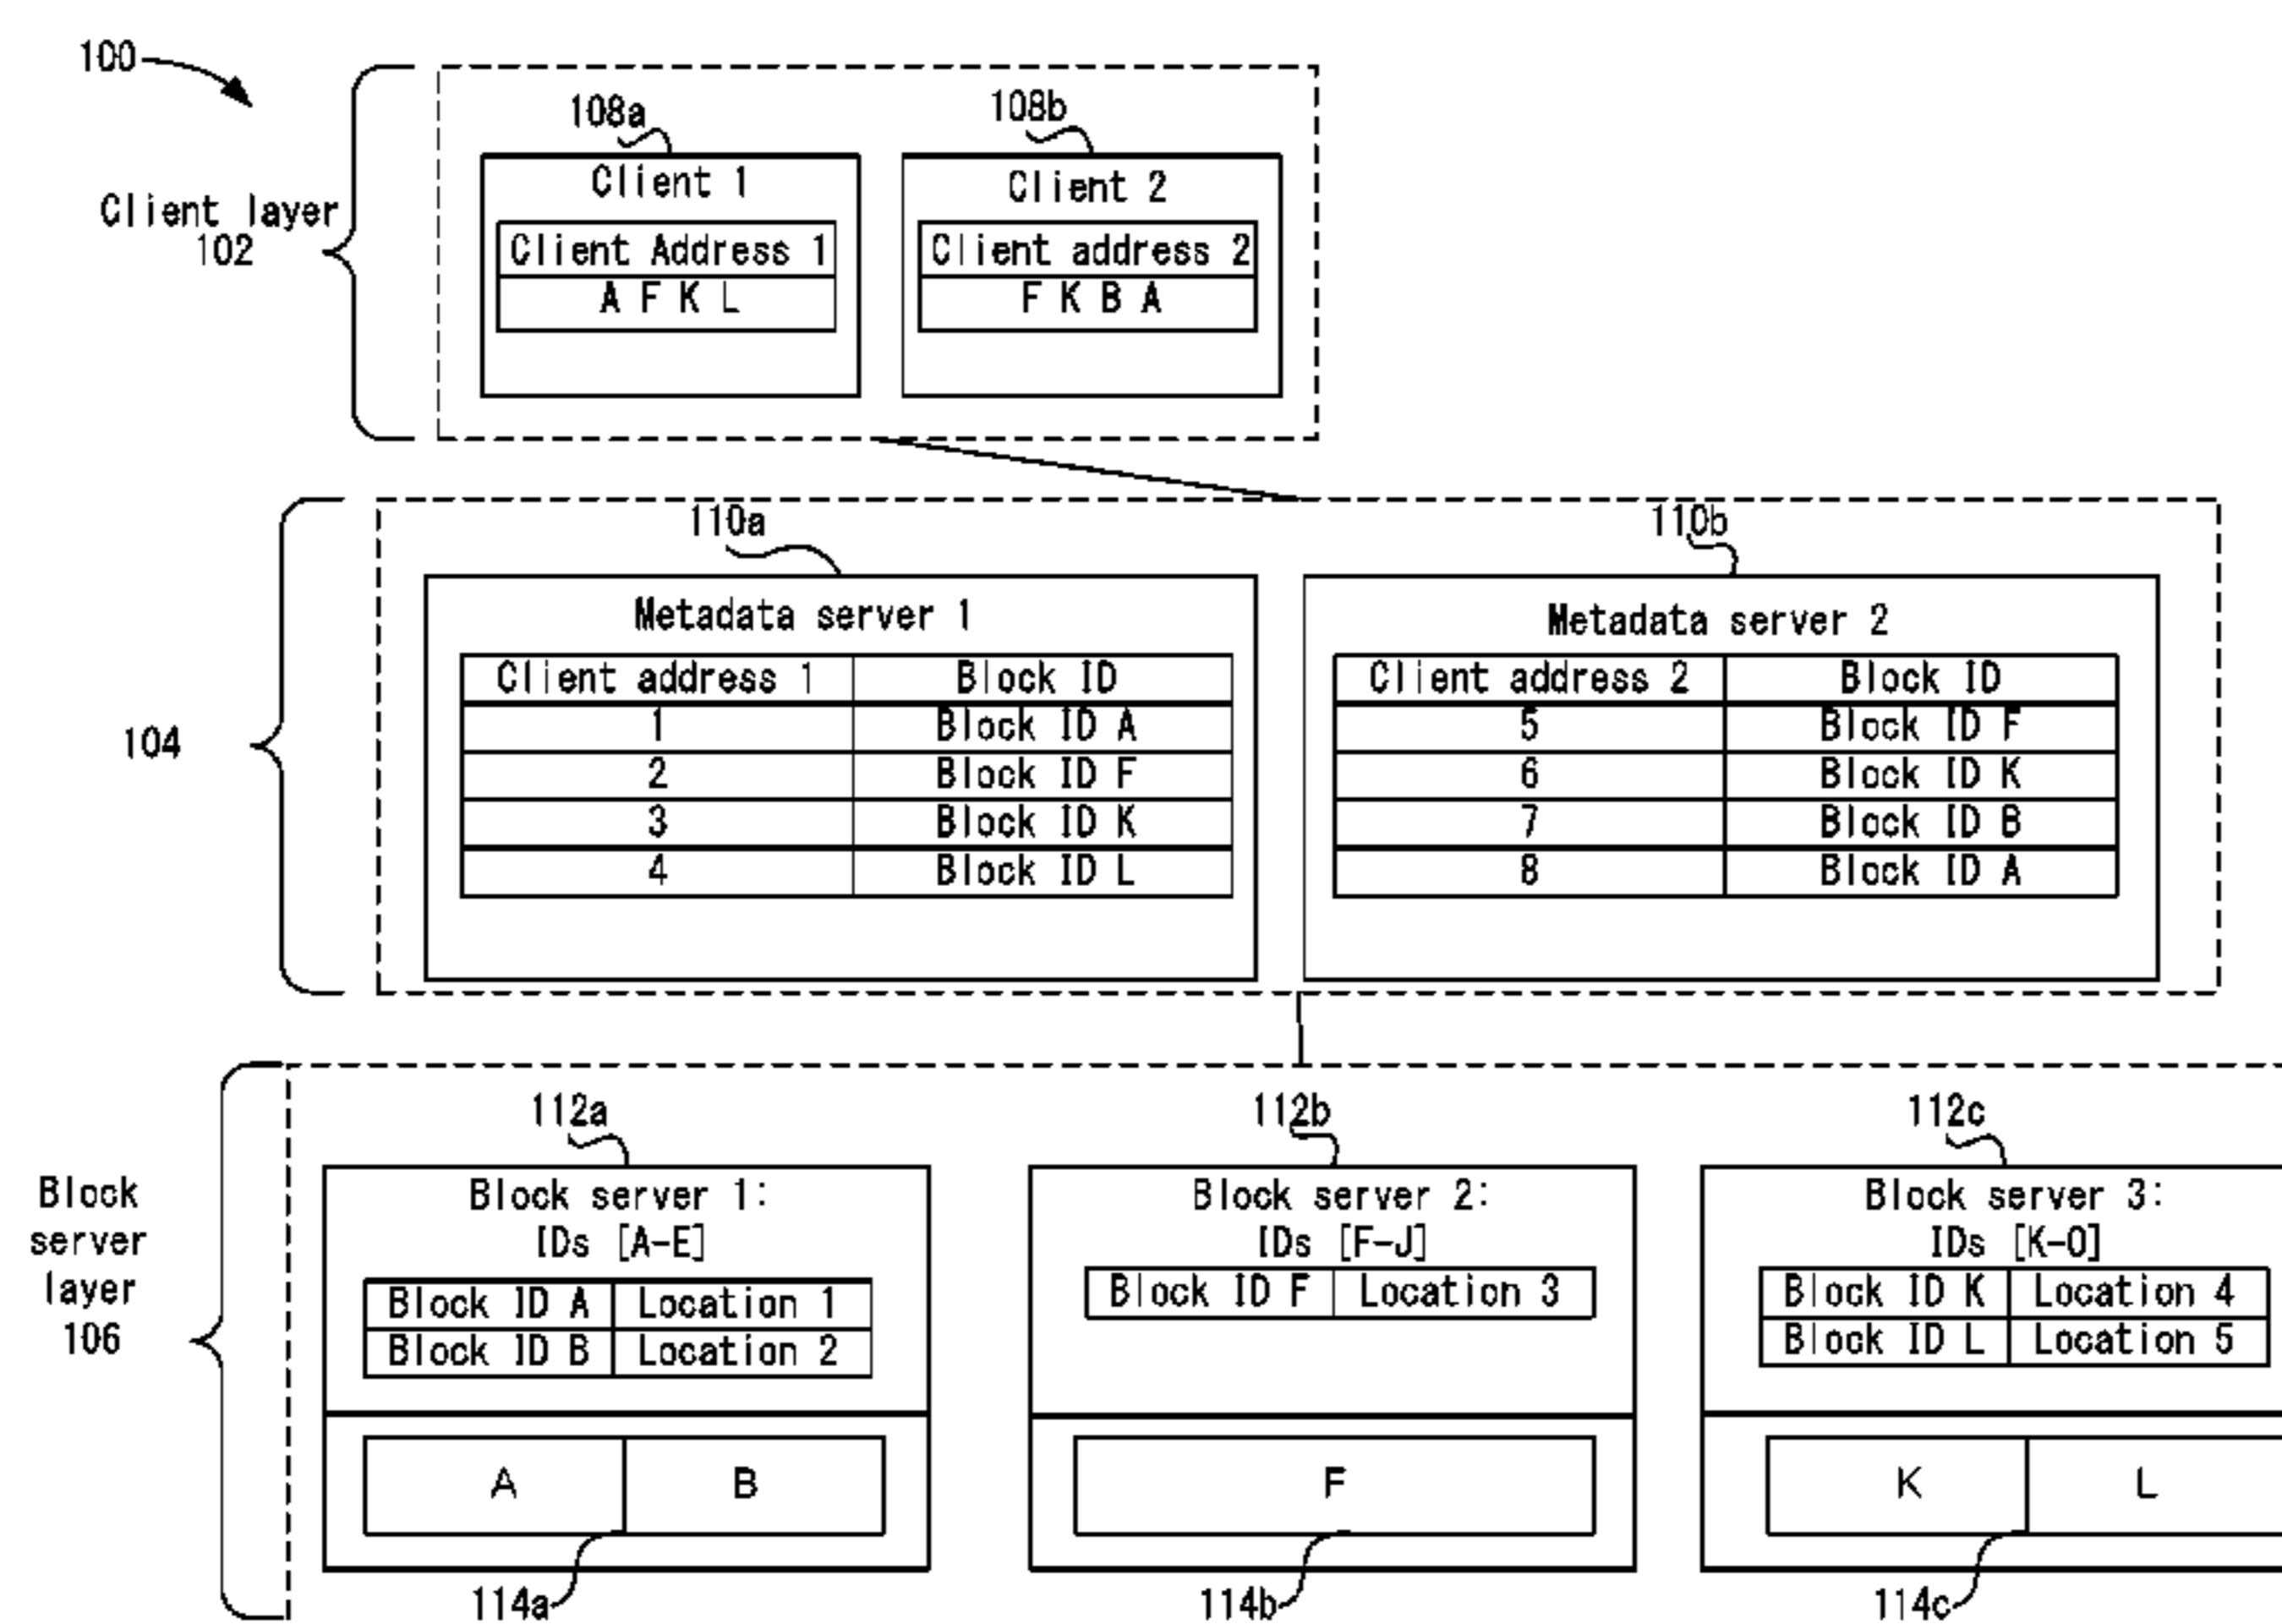 100
108a
108b
Client 1
Client 2
Client layer
102
Client Address 1
Client address 2
A F K L
F K B A
110a
110b
Metadata server 1
Metadata server 2
Client address 1 Block ID
Client address 2 Block ID
1 Block ID A
5 Block ID F
104
2 Block ID F
6 Block ID K
3 Block ID K
7 Block ID B
4 Block ID L
8 Block ID A
112a
112b
112c
Block
server
layer
106
Block server 1:
IDs [A-E]
Block ID A Location 1
Block ID B Location 2
Block server 2:
IDs [F-J]
Block ID F Location 3
Block server 3:
IDs [K-O]
Block ID K Location 4
Block ID L Location 5
A B
F
K L
114a
114b
114c